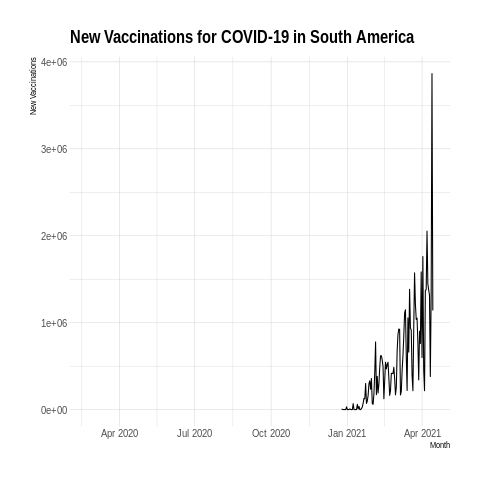 New Vaccinations for COVID-19 in South America
New Vaccinations
4e+06
3e+06
2e+06
1e+06
0e+00
Apr 2020 Jul 2020 Oct 2020 Jan 2021 Apr 2021
Month